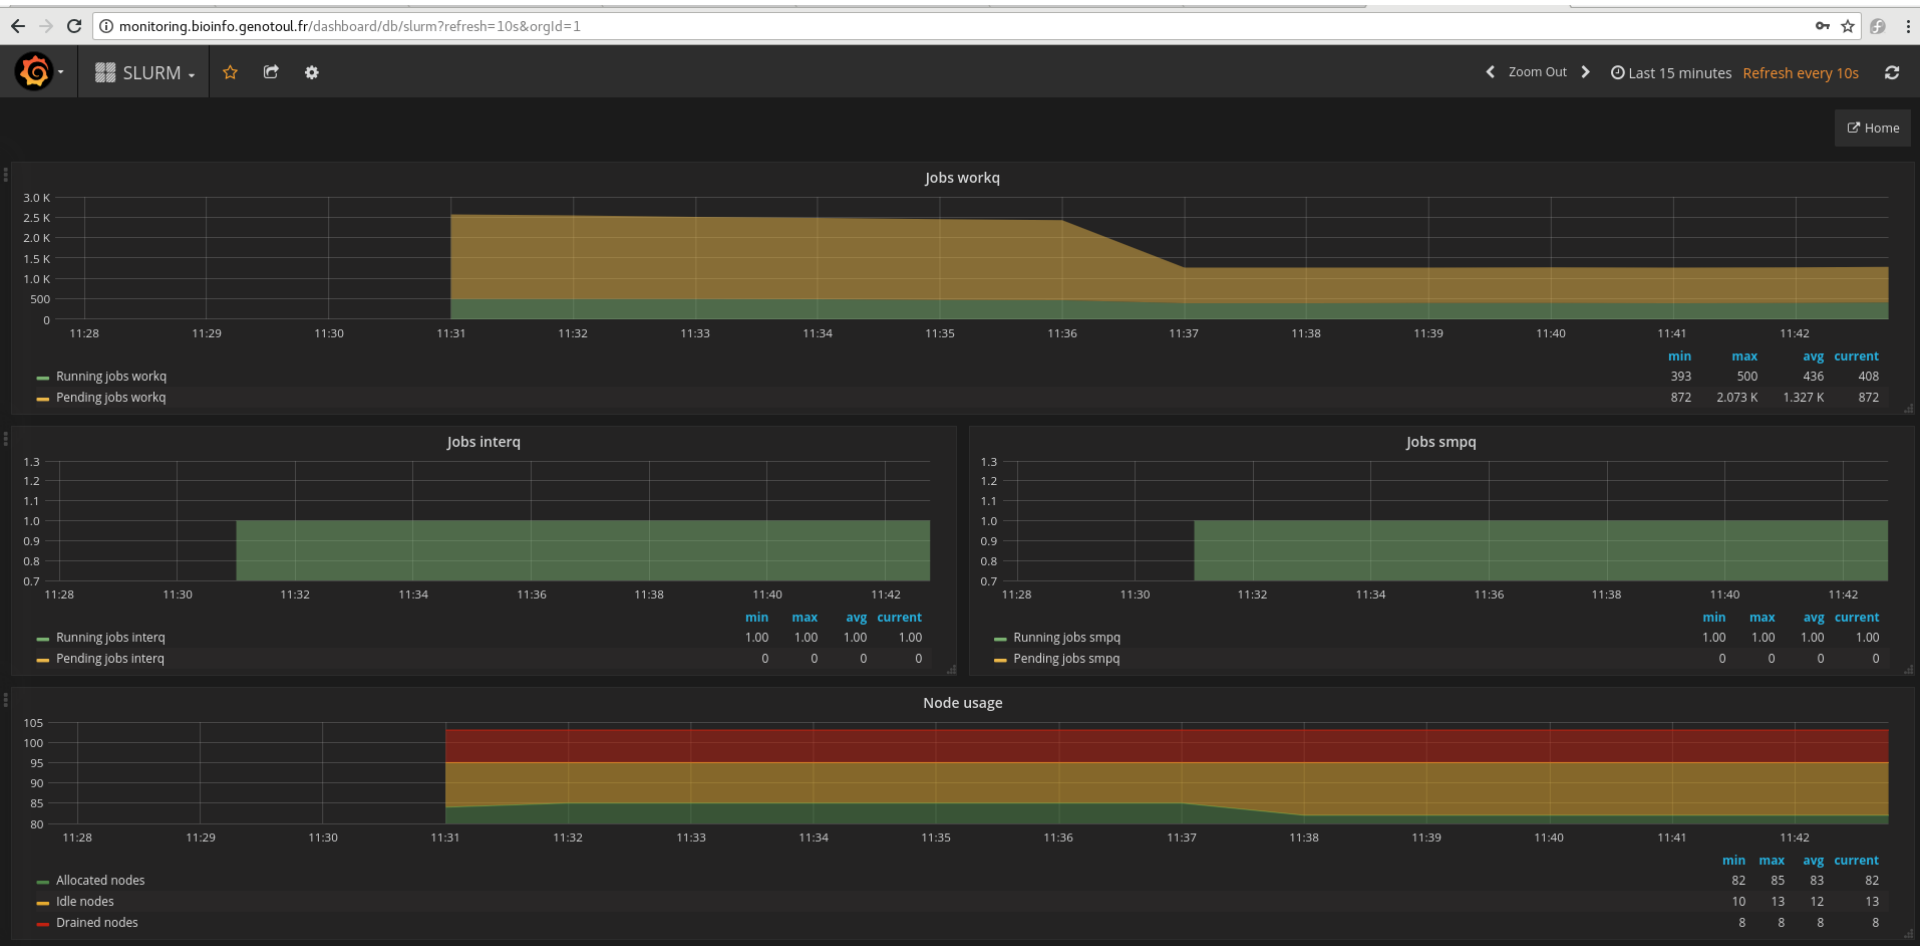 monitoring.bioinfo.genotoul.fr/dashboard/db/slurm?refresh=10s&orgId=1
SLURM Zoom Out Last 15 minutes Refresh every 10s
Home
Jobs workq
3.0 K
2.5 K
2.0 K
1.5 K
1.0 K
500
0
11:28 11:29 11:30 11:31 11:32 11:33 11:34 11:35 11:36 11:37 11:38 11:39 11:40 11:41 11:42
min max avg current
Running jobs workq 393 500 436 408
Pending jobs workq 872 2.073 K 1.327 K 872
Jobs interq
1.3
1.2
1.1
1.0
0.9
0.8
0.7
11:28 11:30 11:32 11:34 11:36 11:38 11:40 11:42
min max avg current
Running jobs interq 1.00 1.00 1.00 1.00
Pending jobs interq 0 0 0 0
Jobs smpq
1.3
1.2
1.1
1.0
0.9
0.8
0.7
11:28 11:30 11:32 11:34 11:36 11:38 11:40 11:42
min max avg current
Running jobs smpq 1.00 1.00 1.00 1.00
Pending jobs smpq 0 0 0 0
Node usage
105
100
95
90
85
80
11:28 11:29 11:30 11:31 11:32 11:33 11:34 11:35 11:36 11:37 11:38 11:39 11:40 11:41 11:42
min max avg current
Allocated nodes 82 85 83 82
Idle nodes 10 13 12 13
Drained nodes 8 8 8 8